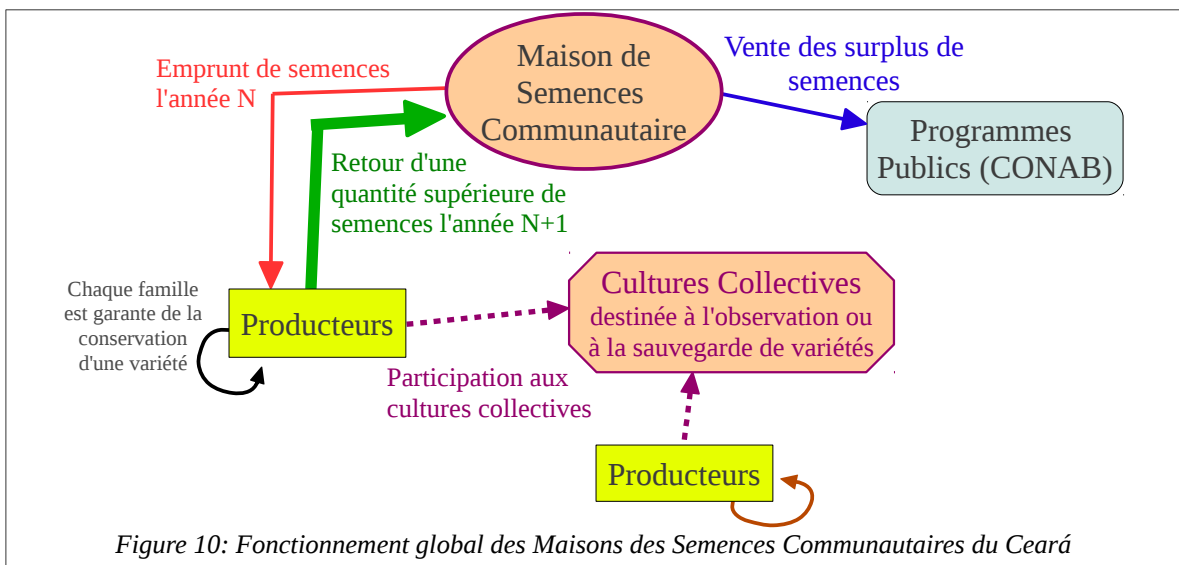 Emprunt de semences
l'année N
Maison de
Semences
Communautaire
Vente des surplus de
semences
Programmes
Publics (CONAB)
Retour d'une
quantité supérieure de
semences l'année N+1
Chaque famille
est garante de la
conservation
d'une variété
Producteurs
Cultures Collectives
destinée à l'observation ou
à la sauvegarde de variétés
Participation aux
cultures collectives
Producteurs
Figure 10: Fonctionnement global des Maisons des Semences Communautaires du Ceará